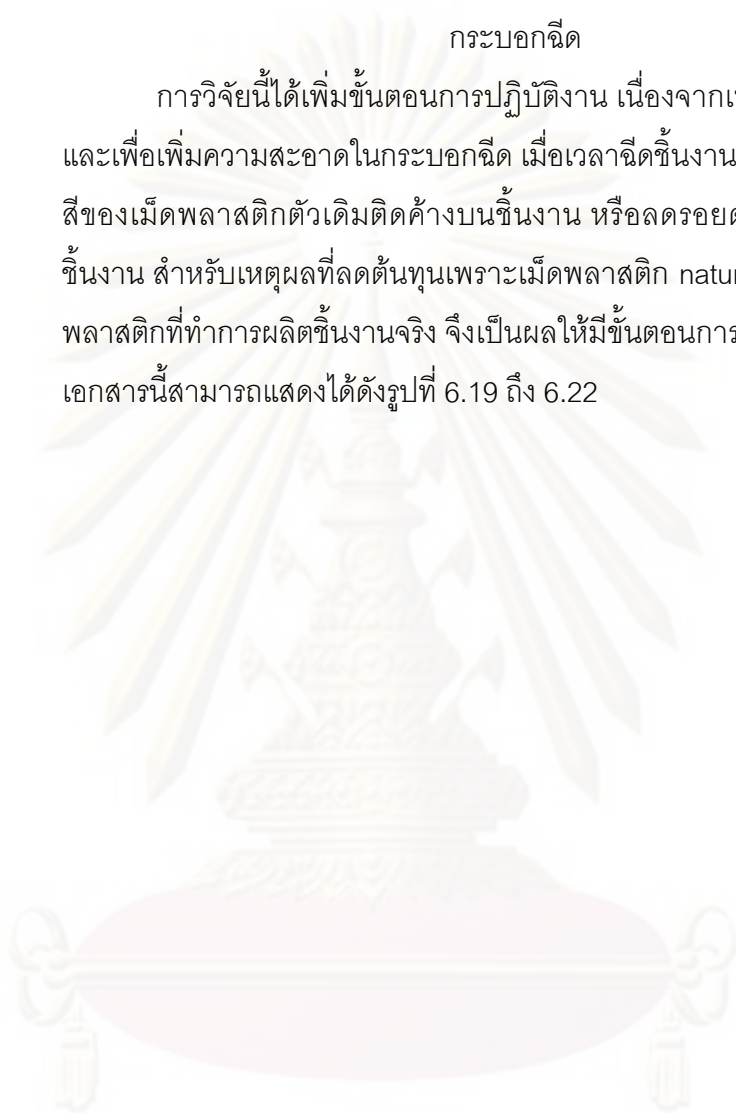 กระบอกฉีด
การวิจัยนี้ได้เพิ่มขั้นตอนการปฏิบัติงาน เนื่องจาก
และเพื่อเพิ่มความสะอาดในกระบอกฉีด เมื่อเวลาฉีดชิ้นงาน
สีของเม็ดพลาสติกตัวเดิมติดค้างบนชิ้นงาน หรือลดรอย
ชิ้นงาน สำหรับเหตุผลที่ลดต้นทุนเพราะเม็ดพลาสติก
พลาสติกที่ทำการผลิตชิ้นงานจริง จึงเป็นผลให้มีขั้นตอนการ
เอกสารนี้สามารถแสดงได้ดังรูปที่ 6.19 ถึง 6.22